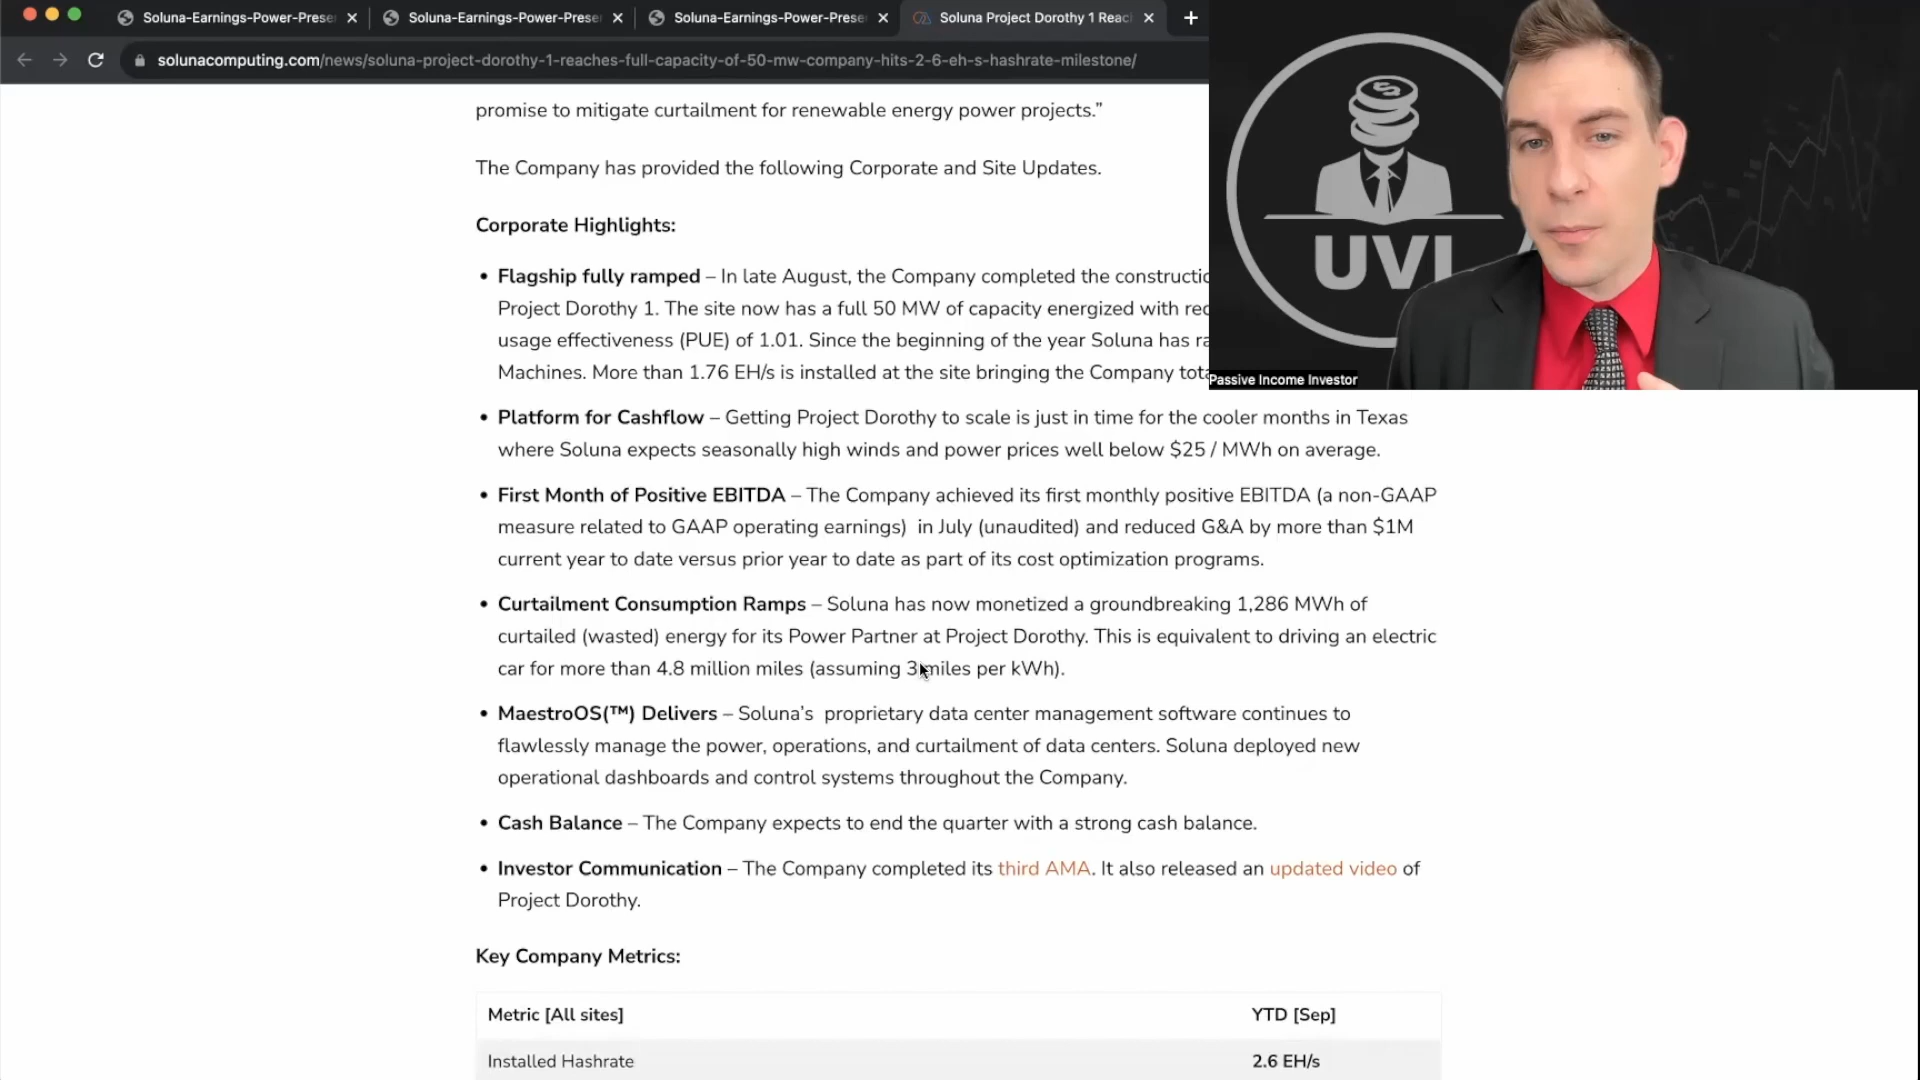 Soluna-Earnings-Power-Prese
Soluna-Earnings-Power-Prese
Soluna-Earnings-Power-Prese
Soluna Project Dorothy 1 Reac
solunacomputing.com/news/soluna-project-dorothy-1-reaches-full-capacity-of-50-mw-company-hits-2-6-eh-s-hashrate-milestone/
UVI
Passive Income Investor
promise to mitigate curtailment for renewable energy power projects.”
The Company has provided the following Corporate and Site Updates.
Corporate Highlights:
• Flagship fully ramped – In late August, the Company completed the constructio
Project Dorothy 1. The site now has a full 50 MW of capacity energized with rec
usage effectiveness (PUE) of 1.01. Since the beginning of the year Soluna has ra
Machines. More than 1.76 EH/s is installed at the site bringing the Company tota
• Platform for Cashflow – Getting Project Dorothy to scale is just in time for the cooler months in Texas
where Soluna expects seasonally high winds and power prices well below $25 / MWh on average.
• First Month of Positive EBITDA – The Company achieved its first monthly positive EBITDA (a non-GAAP
measure related to GAAP operating earnings)  in July (unaudited) and reduced G&A by more than $1M
current year to date versus prior year to date as part of its cost optimization programs.
• Curtailment Consumption Ramps – Soluna has now monetized a groundbreaking 1,286 MWh of
curtailed (wasted) energy for its Power Partner at Project Dorothy. This is equivalent to driving an electric
car for more than 4.8 million miles (assuming 3 miles per kWh).
• MaestroOS(™) Delivers – Soluna’s  proprietary data center management software continues to
flawlessly manage the power, operations, and curtailment of data centers. Soluna deployed new
operational dashboards and control systems throughout the Company.
• Cash Balance – The Company expects to end the quarter with a strong cash balance.
• Investor Communication – The Company completed its third AMA. It also released an updated video of
Project Dorothy.
Key Company Metrics:
Metric [All sites] YTD [Sep]
Installed Hashrate 2.6 EH/s